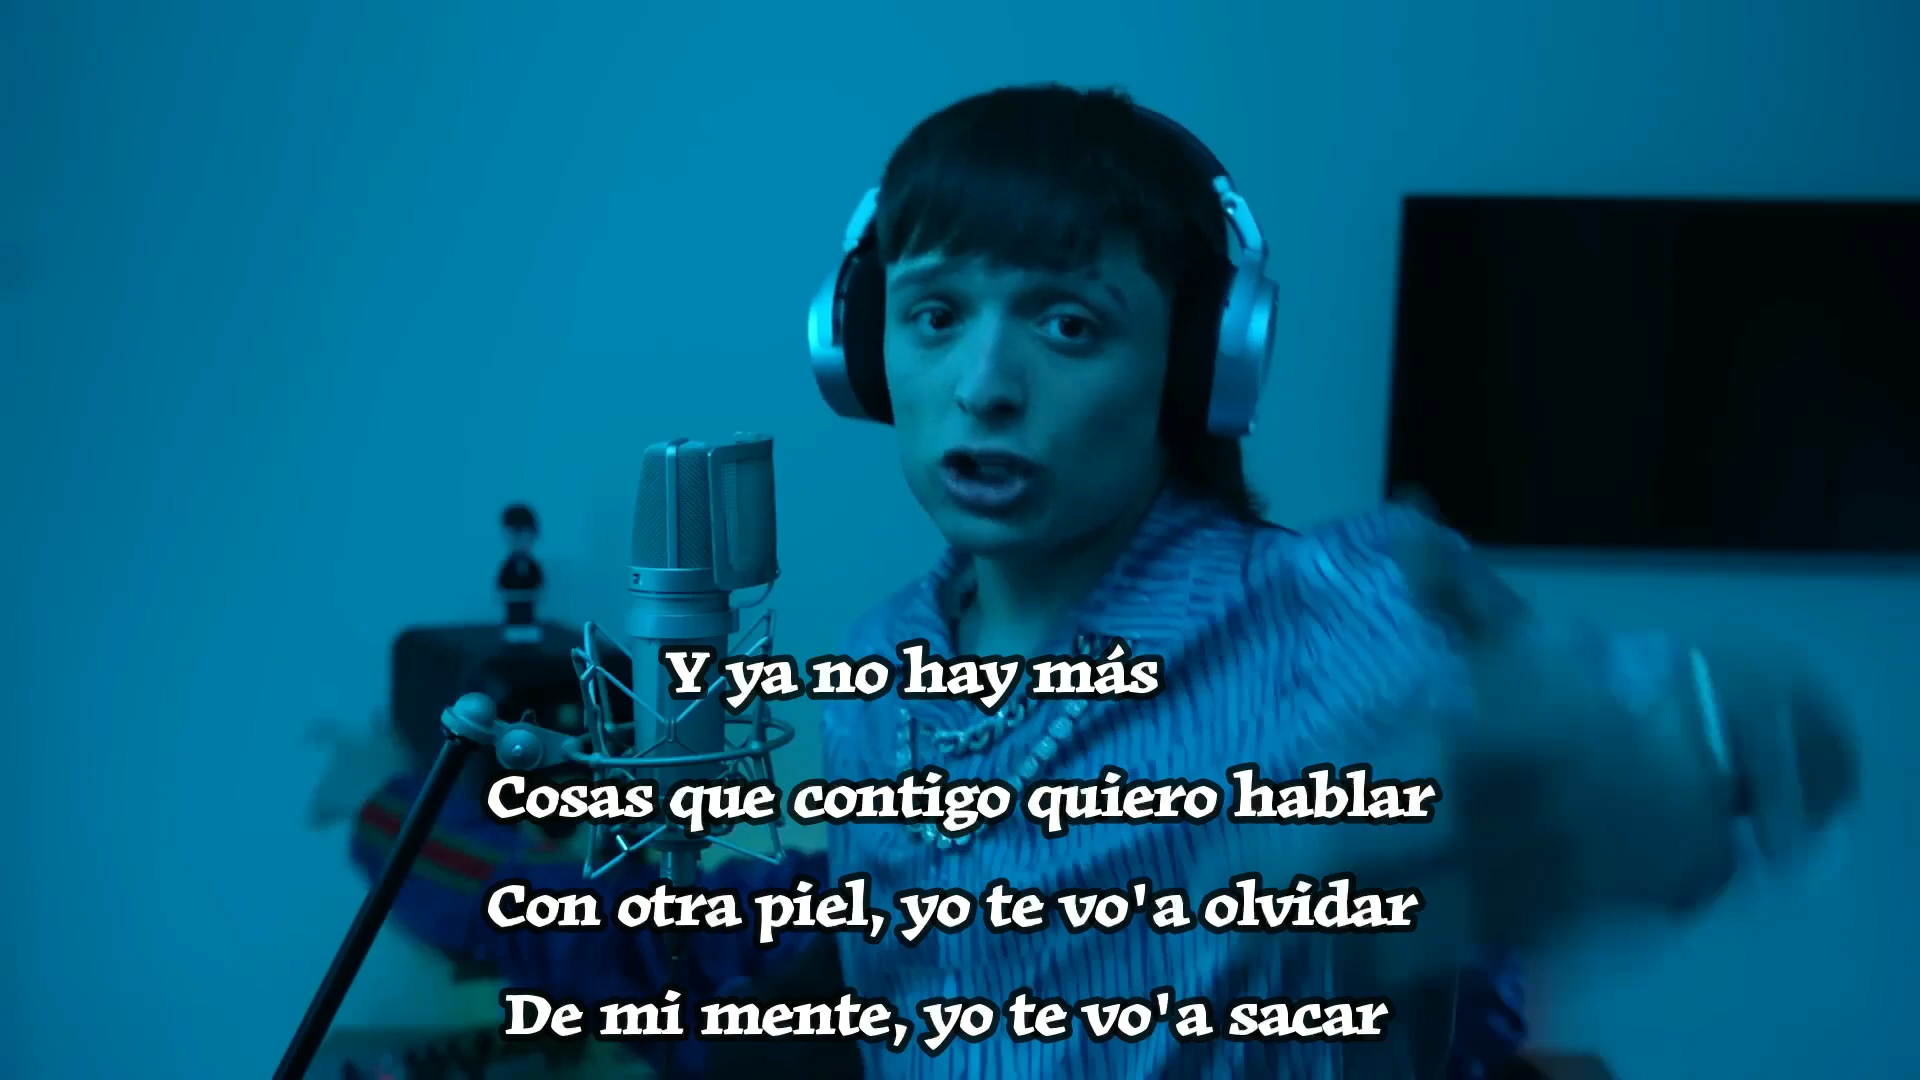 Y ya no hay más
Cosas que contigo quiero hablar
Con otra piel, yo te vo'a olvidar
De mi mente, yo te vo'a sacar